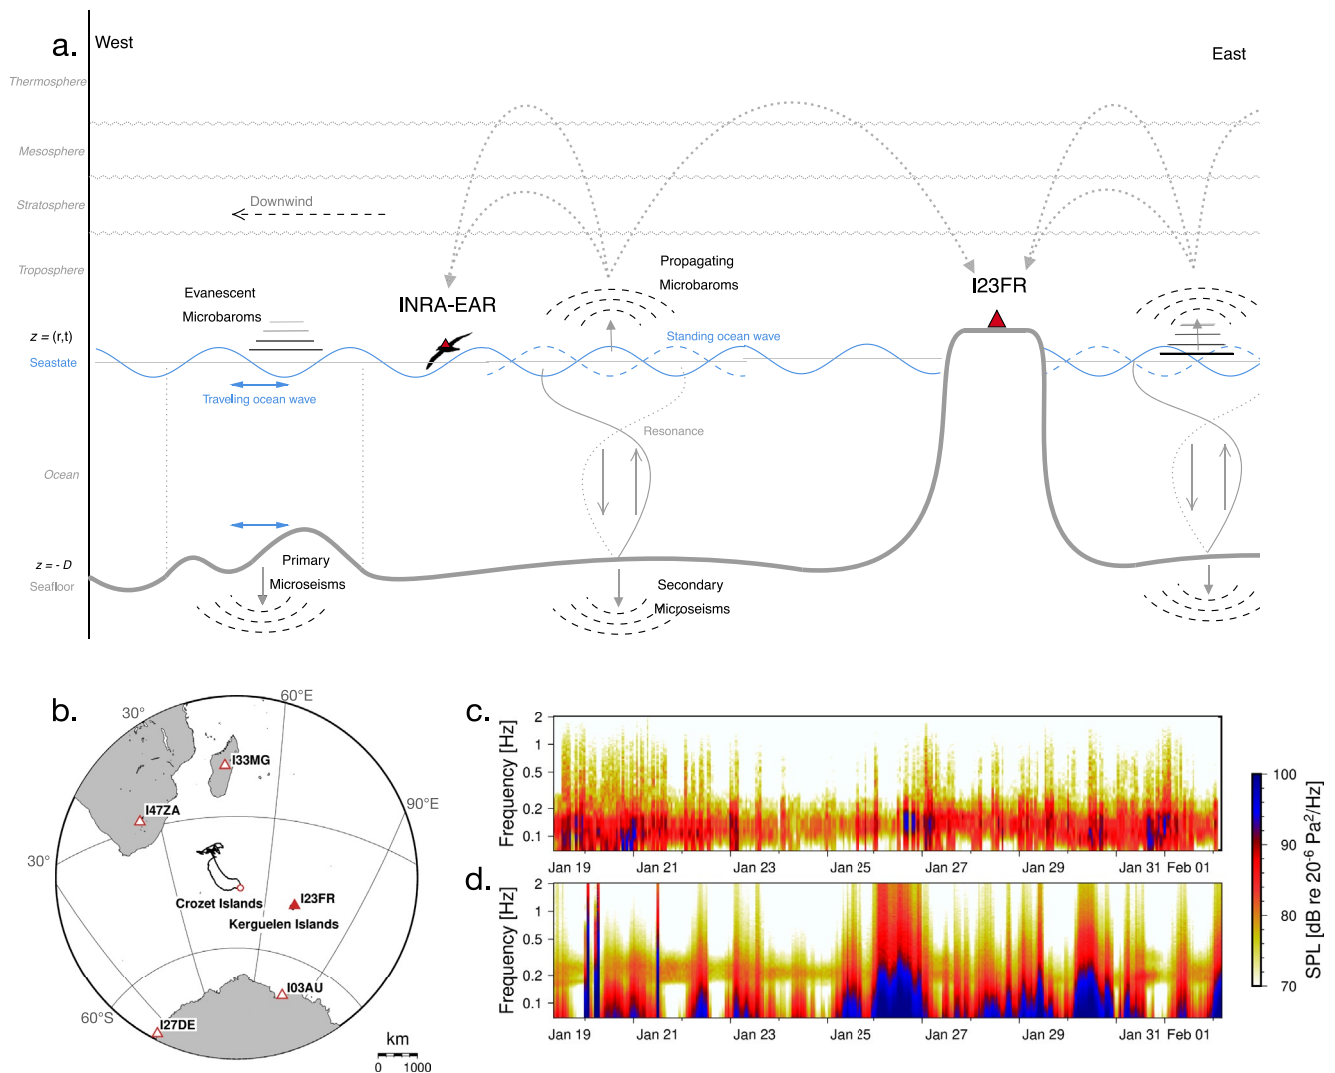 a.
West
East
Thermosphere
Mesosphere
Stratosphere
Downwind
Troposphere
Propagating
Microbaroms
Evanescent
Microbaroms
INRA-EAR
I23FR
z = (r,t)
Seastate
Standing ocean wave
Traveling ocean wave
Resonance
Ocean
z = - D
Seafloor
Primary
Microseisms
Secondary
Microseisms
b.
60°E
30°
90°E
I33MG
I47ZA
30°
Crozet Islands
I23FR
Kerguelen Islands
I03AU
60°S
I27DE
km
0 1000
c.
Frequency [Hz]
2
1
0.5
0.2
0.1
Jan 19 Jan 21 Jan 23 Jan 25 Jan 27 Jan 29 Jan 31 Feb 01
d.
Frequency [Hz]
2
1
0.5
0.2
0.1
Jan 19 Jan 21 Jan 23 Jan 25 Jan 27 Jan 29 Jan 31 Feb 01
100
90
80
70
SPL [dB re 20⁻⁶ Pa²/Hz]